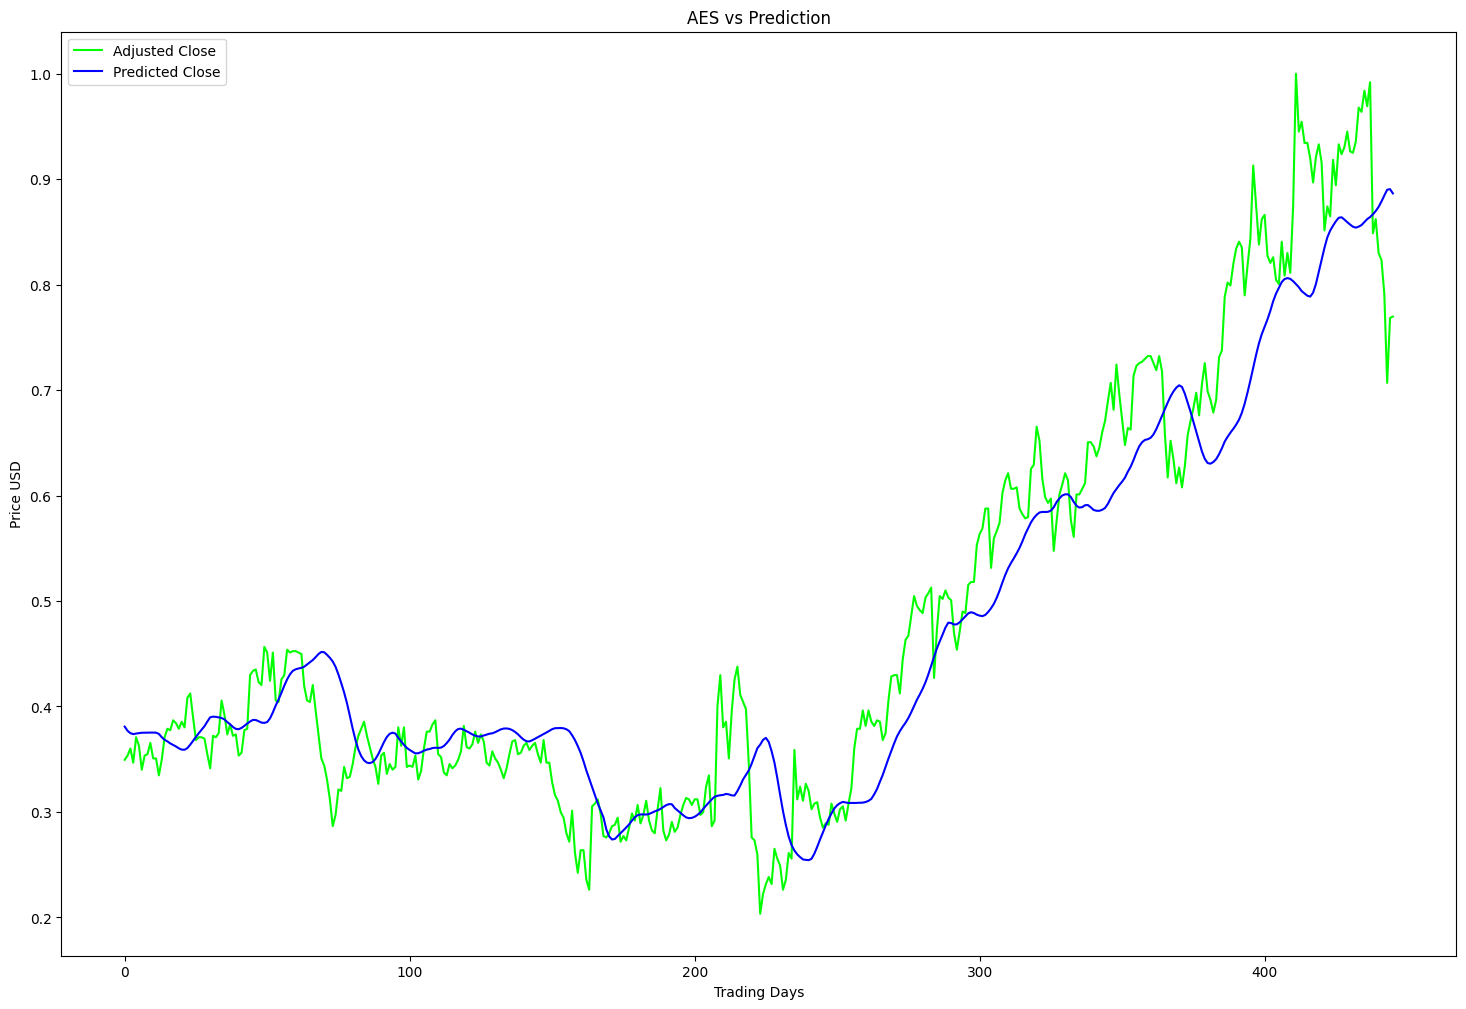 AES vs Prediction
Adjusted Close
Predicted Close
1.0
0.9
0.8
0.7
0.6
0.5
0.4
0.3
0.2
Price USD
0 100 200 300 400
Trading Days